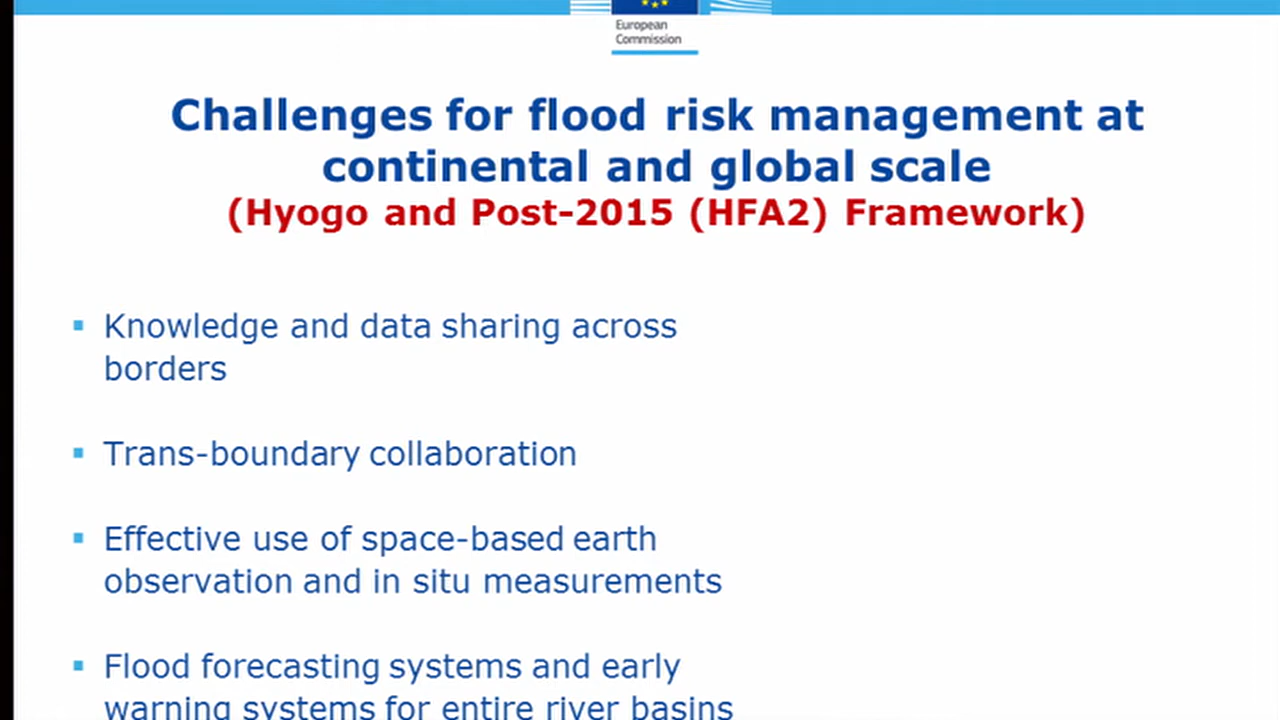 European
Commission
Challenges for flood risk management at
continental and global scale
(Hyogo and Post-2015 (HFA2) Framework)
▪ Knowledge and data sharing across
borders
▪ Trans-boundary collaboration
▪ Effective use of space-based earth
observation and in situ measurements
▪ Flood forecasting systems and early
warning systems for entire river basins